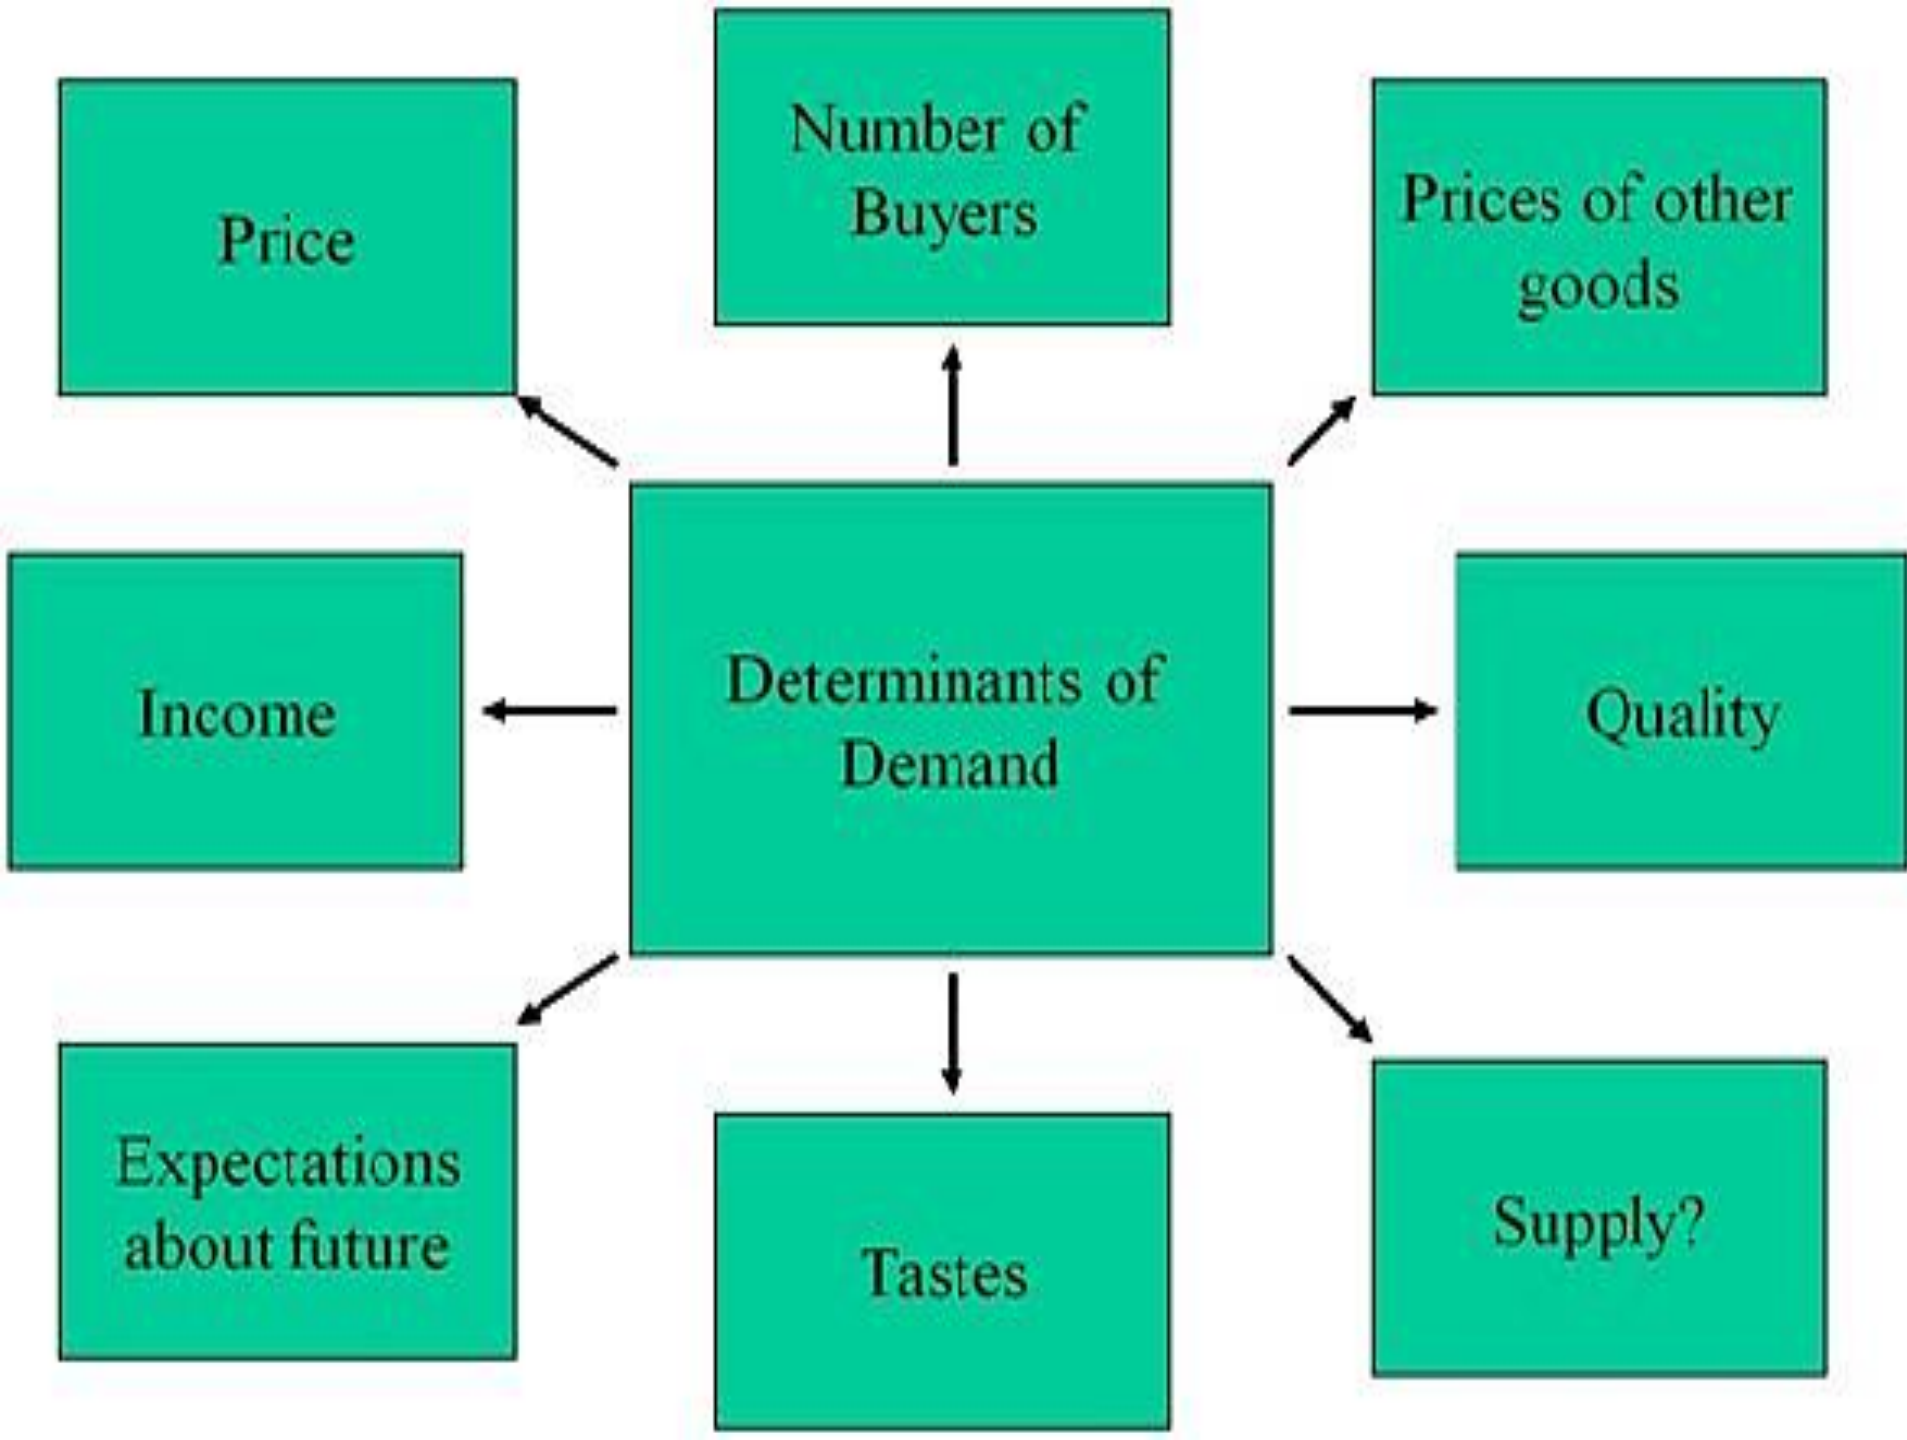 Number of
Buyers
Price
Prices of other
goods
Income
Determinants of
Demand
Quality
Expectations
about future
Tastes
Supply?